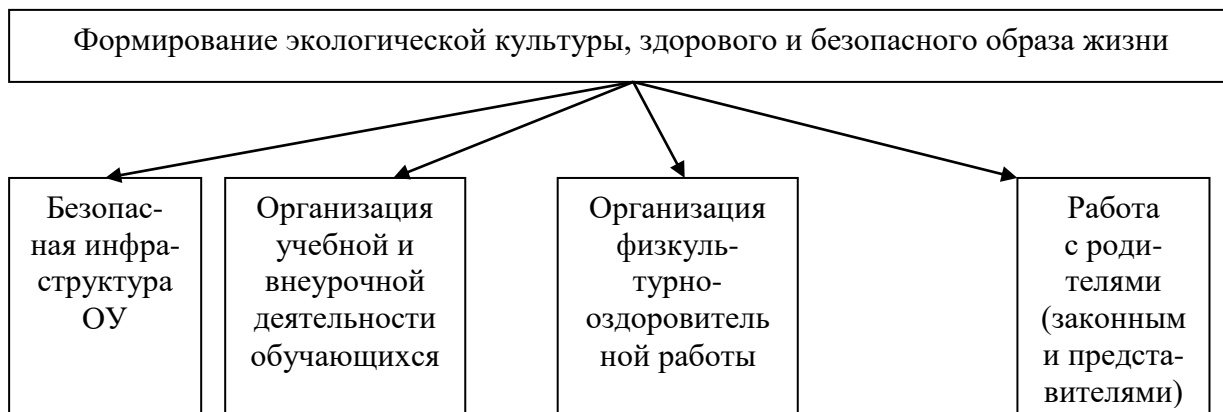 Формирование экологической культуры, здорового и безопасного образа жизни
Безопас-
ная инфра-
структура
ОУ
Организация
учебной и
внеурочной
деятельности
обучающихся
Организация
физкуль-
турно-
оздоровитель
ной работы
Работа
с роди-
телями
(законным
и предста-
вителями)